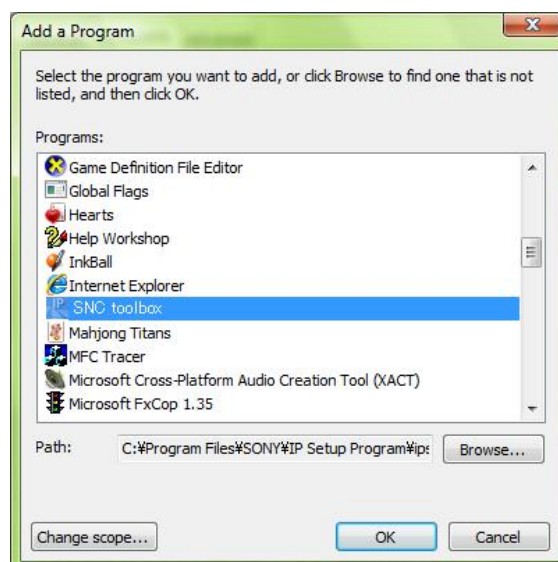 Add a Program
Select the program you want to add, or click Browse to find one that is not
listed, and then click OK.
Programs:
Game Definition File Editor
Global Flags
Hearts
Help Workshop
InkBall
Internet Explorer
SNC toolbox
Mahjong Titans
MFC Tracer
Microsoft Cross-Platform Audio Creation Tool (XACT)
Microsoft FxCop 1.35
Path: C:¥Program Files¥SONY¥IP Setup Program¥ips Browse...
Change scope... OK Cancel